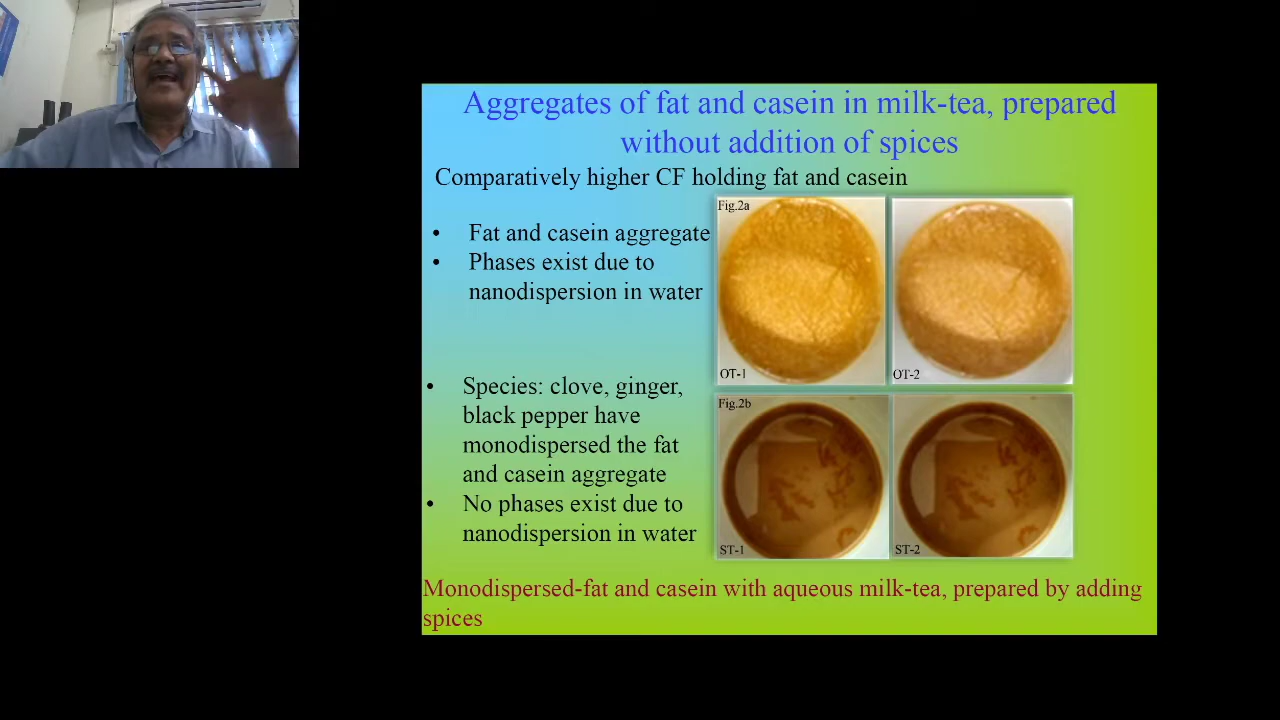 Aggregates of fat and casein in milk-tea, prepared
without addition of spices
Comparatively higher CF holding fat and casein
• Fat and casein aggregate
• Phases exist due to
nanodispersion in water
Fig.2a
OT-1
OT-2
• Species: clove, ginger,
black pepper have
monodispersed the fat
and casein aggregate
• No phases exist due to
nanodispersion in water
Fig.2b
ST-1
ST-2
Monodispersed-fat and casein with aqueous milk-tea, prepared by adding
spices